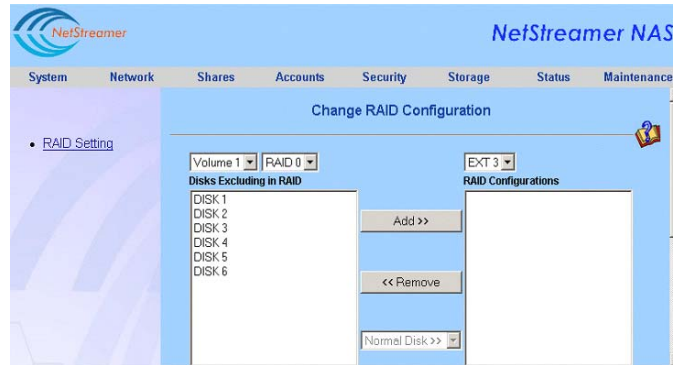 NetStreamer
NetStreamer NAS
System Network Shares Accounts Security Storage Status Maintenance
Change RAID Configuration
RAID Setting
Volume 1 RAID 0 EXT 3
Disks Excluding in RAID RAID Configurations
DISK 1
DISK 2
DISK 3
DISK 4
DISK 5
DISK 6
Add >>
<< Remove
Normal Disk >>